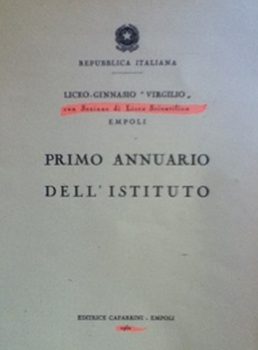 REPUBBLICA ITALIANA
LICEO-GINNASIO "VIRGILIO„
con Sezione di Liceo Scientifico
EMPOLI
PRIMO ANNUARIO
DELL'ISTITUTO
EDITRICE CAPARRINI - EMPOLI